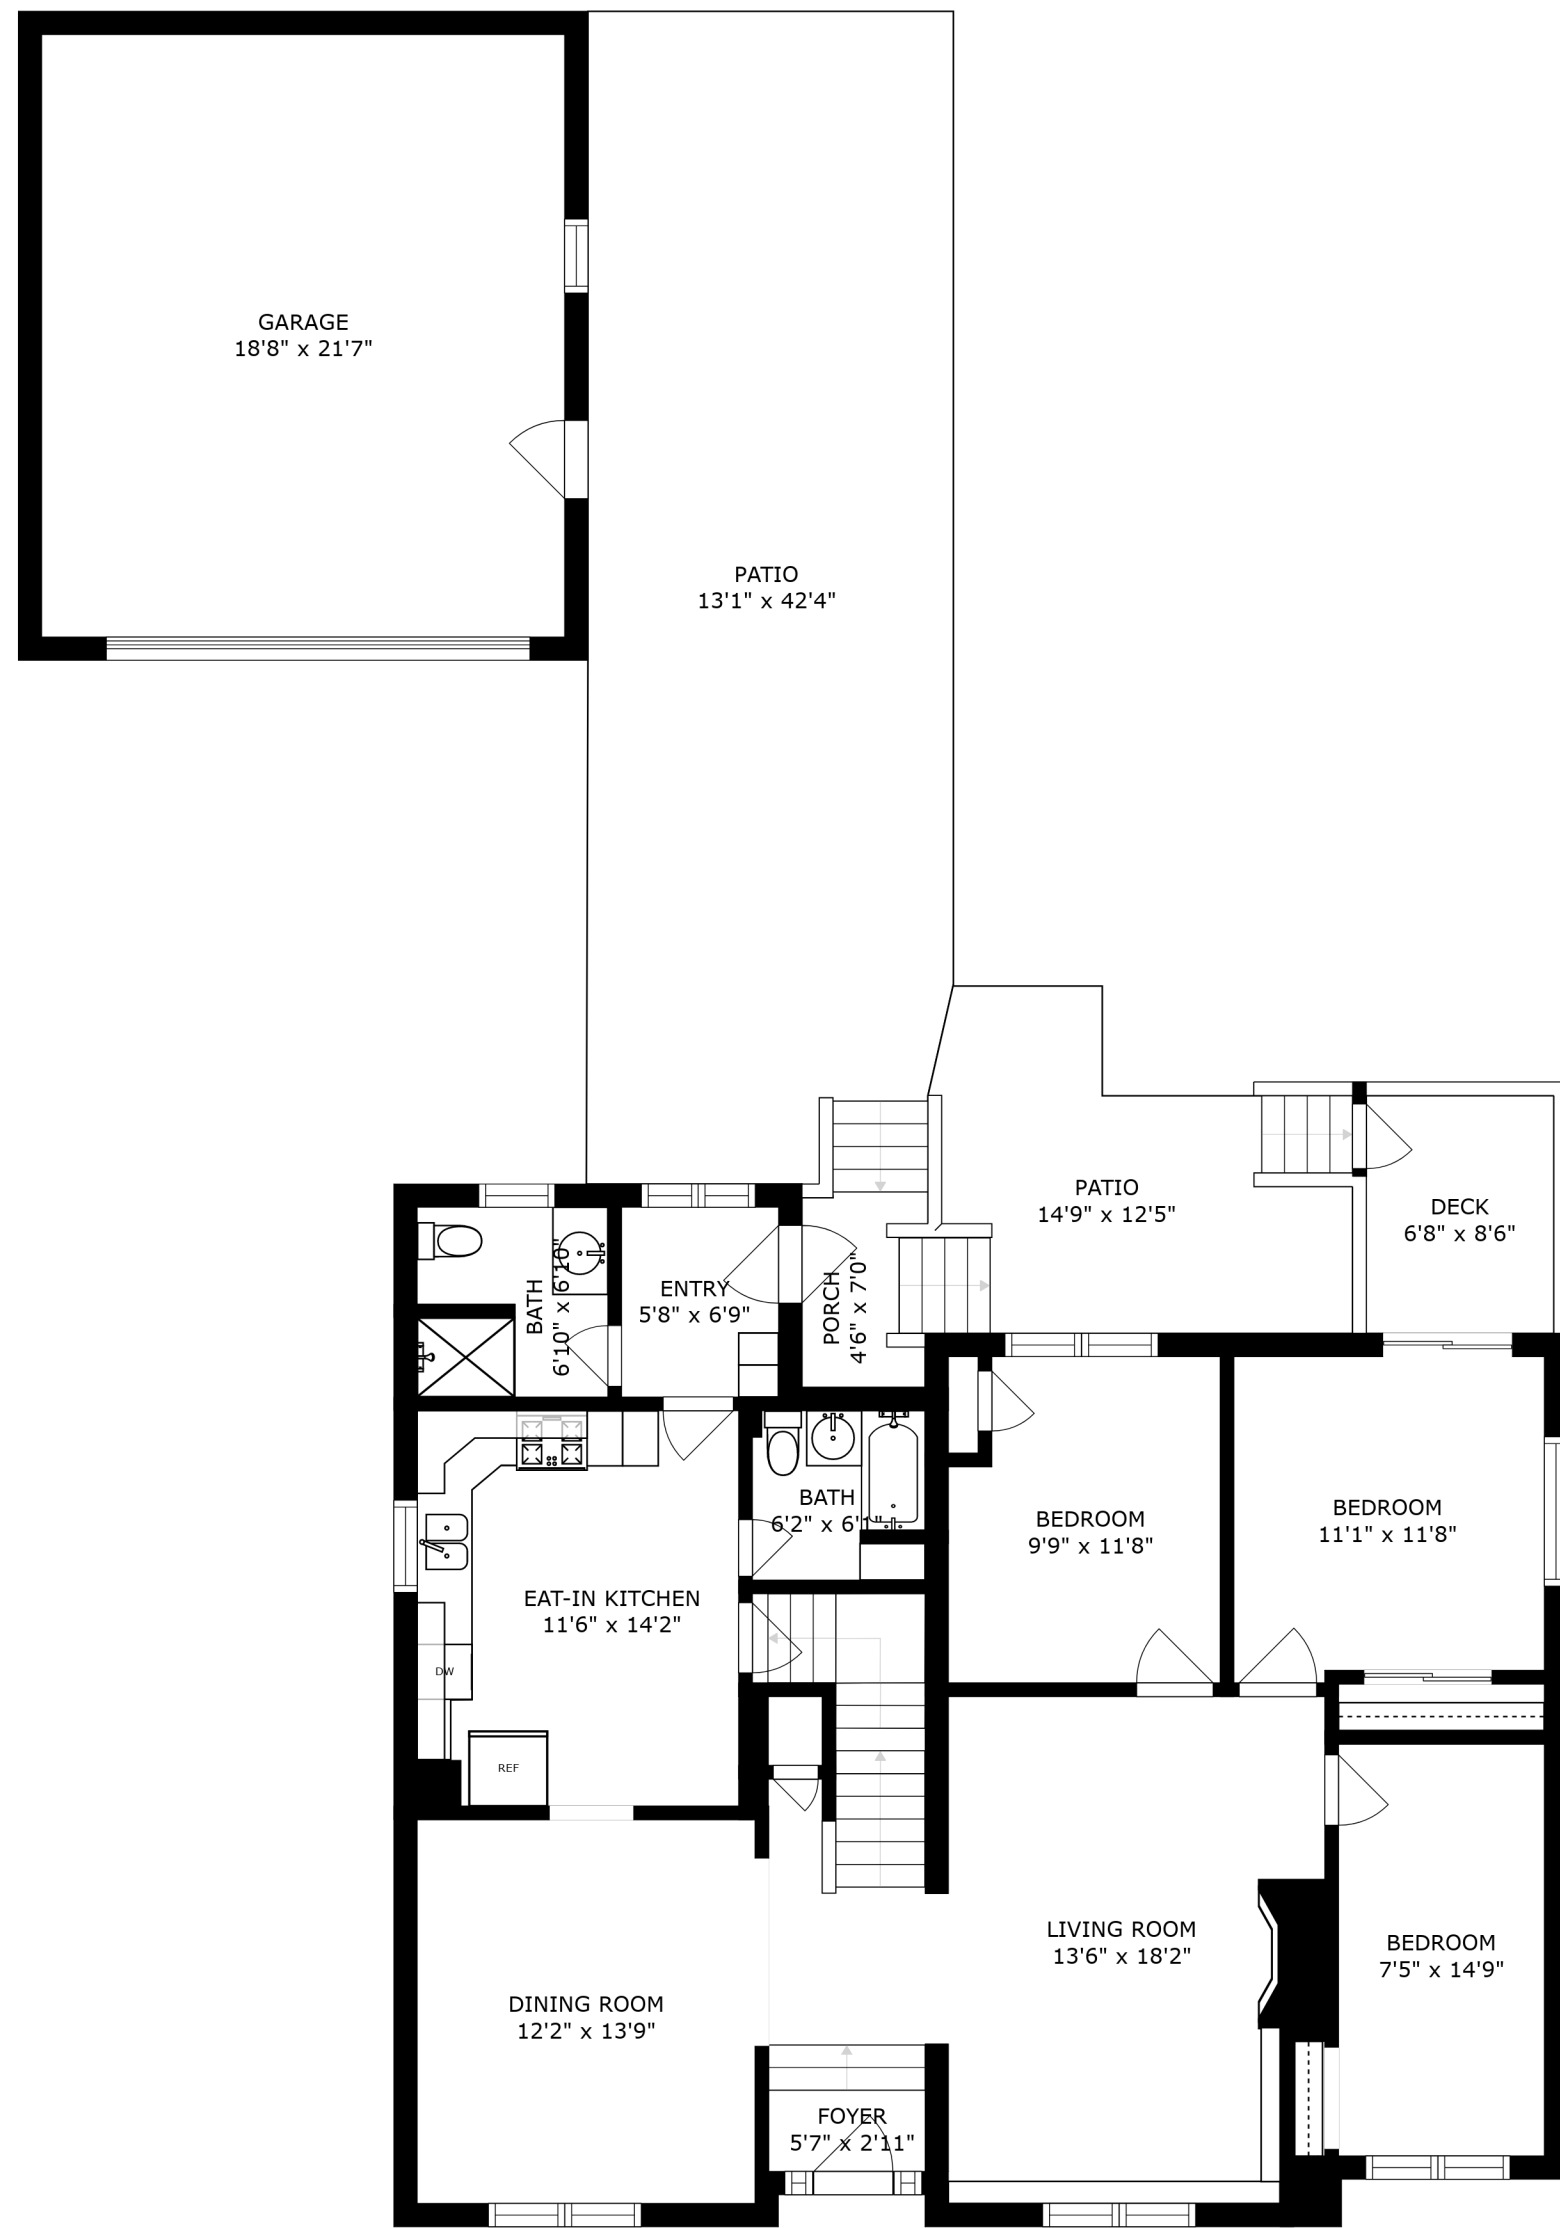 GARAGE
18'8" x 21'7"
PATIO
13'1" x 42'4"
PATIO
14'9" x 12'5"
DECK
6'8" x 8'6"
BATH
6'10" x 6'10"
ENTRY
5'8" x 6'9"
PORCH
4'6" x 7'0"
BATH
6'2" x 6'1"
BEDROOM
9'9" x 11'8"
BEDROOM
11'1" x 11'8"
EAT-IN KITCHEN
11'6" x 14'2"
DW
REF
LIVING ROOM
13'6" x 18'2"
BEDROOM
7'5" x 14'9"
DINING ROOM
12'2" x 13'9"
FOYER
5'7" x 2'11"